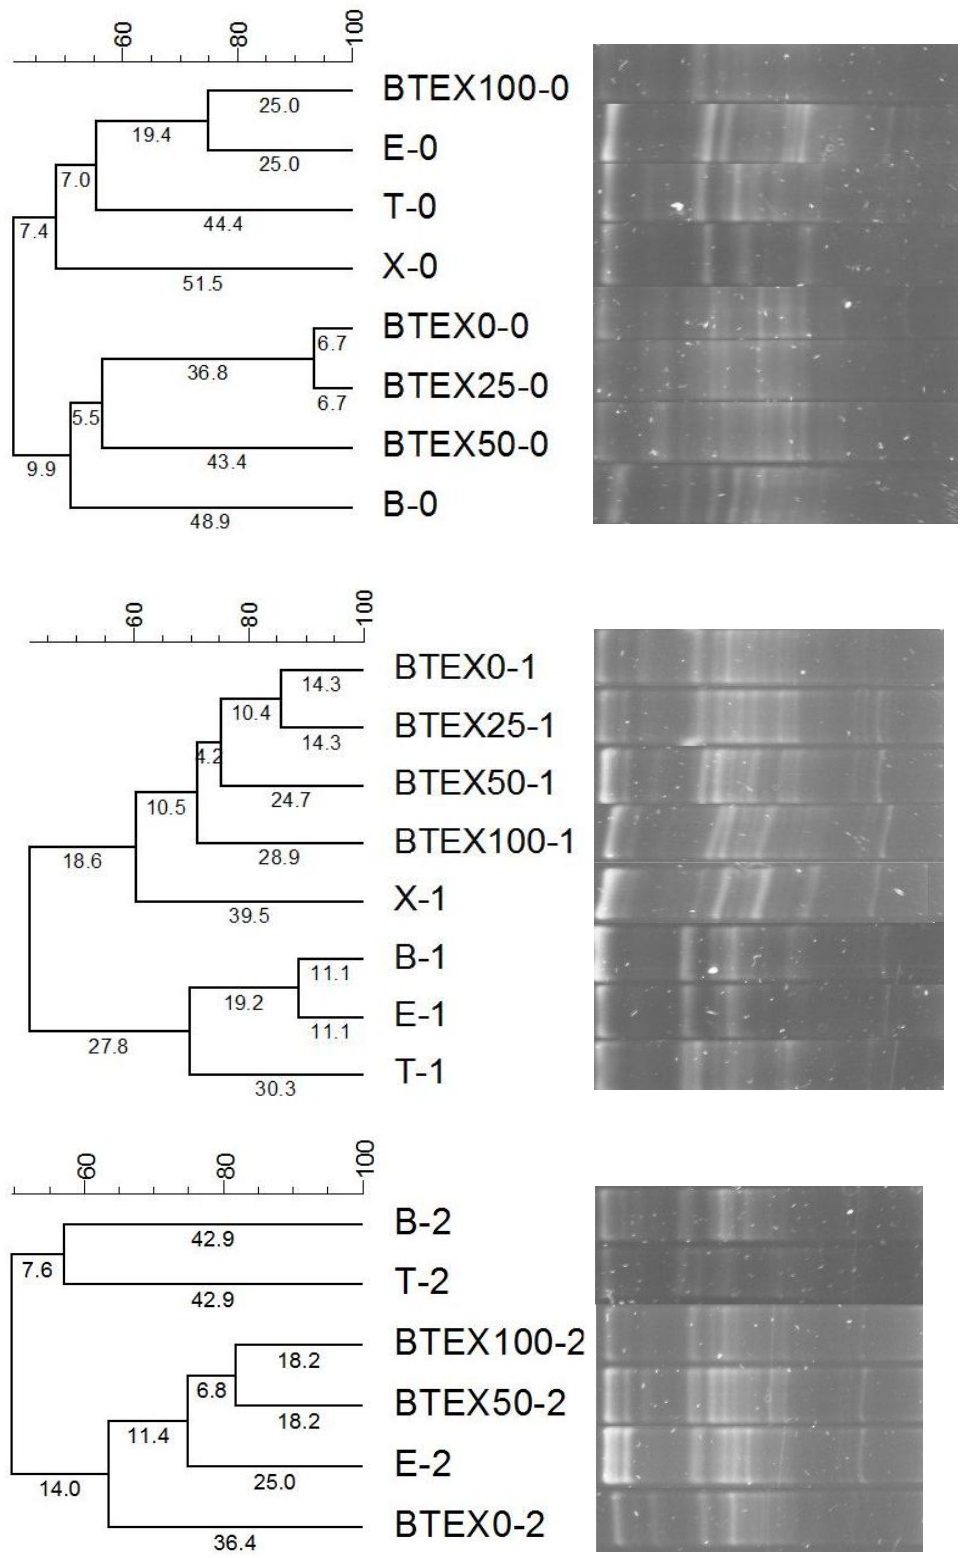 60 80 100
BTEX100-0
25.0
19.4
E-0
25.0
7.0
T-0
44.4
7.4
X-0
51.5
BTEX0-0
6.7
36.8
BTEX25-0
6.7
5.5
BTEX50-0
43.4
9.9
B-0
48.9
60 80 100
BTEX0-1
14.3
10.4
BTEX25-1
14.3
4.2
BTEX50-1
24.7
10.5
BTEX100-1
28.9
18.6
X-1
39.5
B-1
11.1
19.2
E-1
11.1
27.8
T-1
30.3
60 80 100
B-2
42.9
7.6
T-2
42.9
BTEX100-2
18.2
6.8
BTEX50-2
18.2
11.4
E-2
25.0
14.0
BTEX0-2
36.4